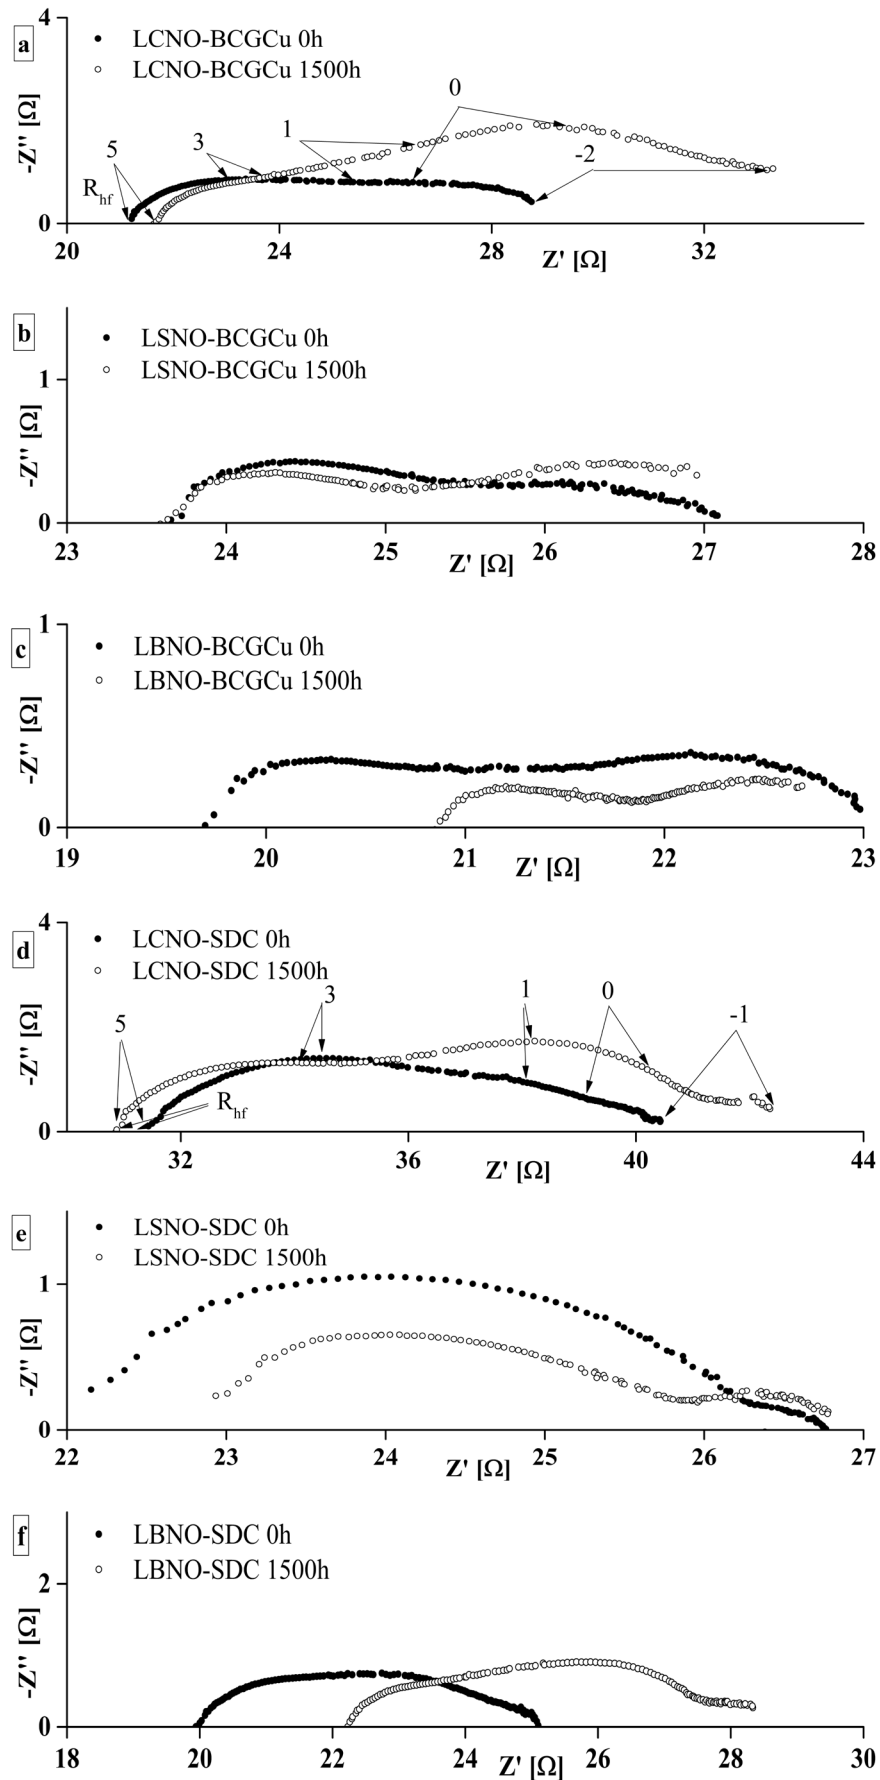 a
4
LCNO-BCGCu 0h
LCNO-BCGCu 1500h
-Z'' [Ω]
0
1
3
5
-2
R_hf
0
20
24
28
32
Z' [Ω]
b
LSNO-BCGCu 0h
LSNO-BCGCu 1500h
1
-Z'' [Ω]
0
23
24
25
26
27
28
Z' [Ω]
1
c
LBNO-BCGCu 0h
LBNO-BCGCu 1500h
-Z'' [Ω]
0
19
20
21
22
23
Z' [Ω]
4
d
LCNO-SDC 0h
LCNO-SDC 1500h
3
1
0
-1
5
-Z'' [Ω]
R_hf
0
32
36
40
44
Z' [Ω]
e
LSNO-SDC 0h
LSNO-SDC 1500h
1
-Z'' [Ω]
0
22
23
24
25
26
27
Z' [Ω]
f
LBNO-SDC 0h
LBNO-SDC 1500h
2
-Z'' [Ω]
0
18
20
22
24
26
28
30
Z' [Ω]